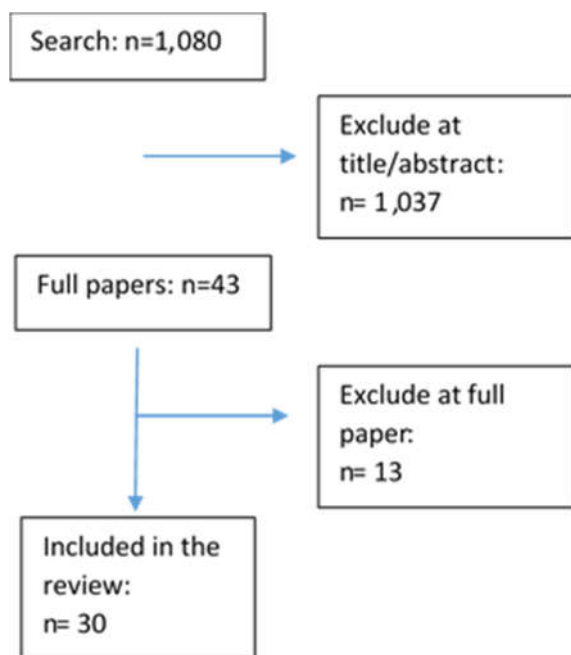 Search: n=1,080
Exclude at
title/abstract:
n= 1,037
Full papers: n=43
Exclude at full
paper:
n= 13
Included in the
review:
n= 30